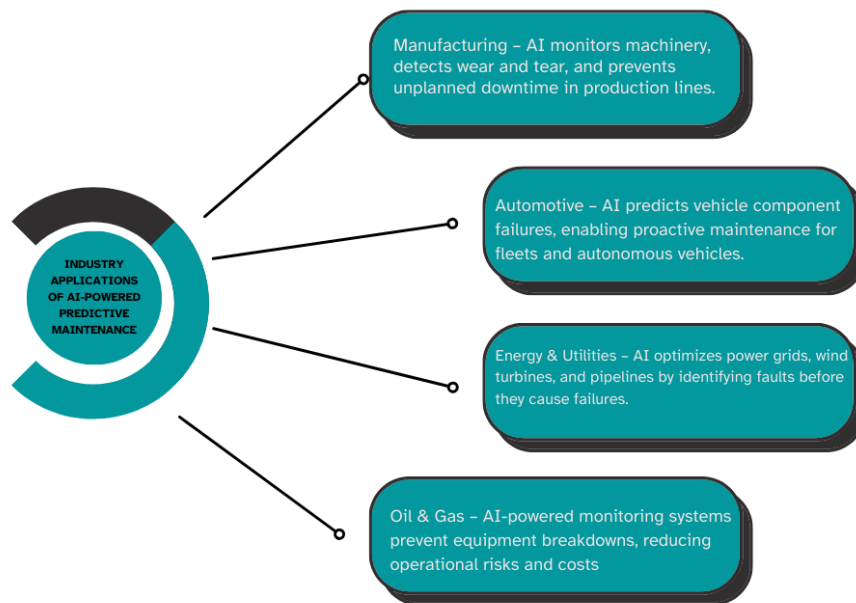 Manufacturing – AI monitors machinery,
detects wear and tear, and prevents
unplanned downtime in production lines.
Automotive – AI predicts vehicle component
failures, enabling proactive maintenance for
fleets and autonomous vehicles.
INDUSTRY
APPLICATIONS
OF AI-POWERED
PREDICTIVE
MAINTENANCE
Energy & Utilities – AI optimizes power grids, wind
turbines, and pipelines by identifying faults before
they cause failures.
Oil & Gas – AI-powered monitoring systems
prevent equipment breakdowns, reducing
operational risks and costs